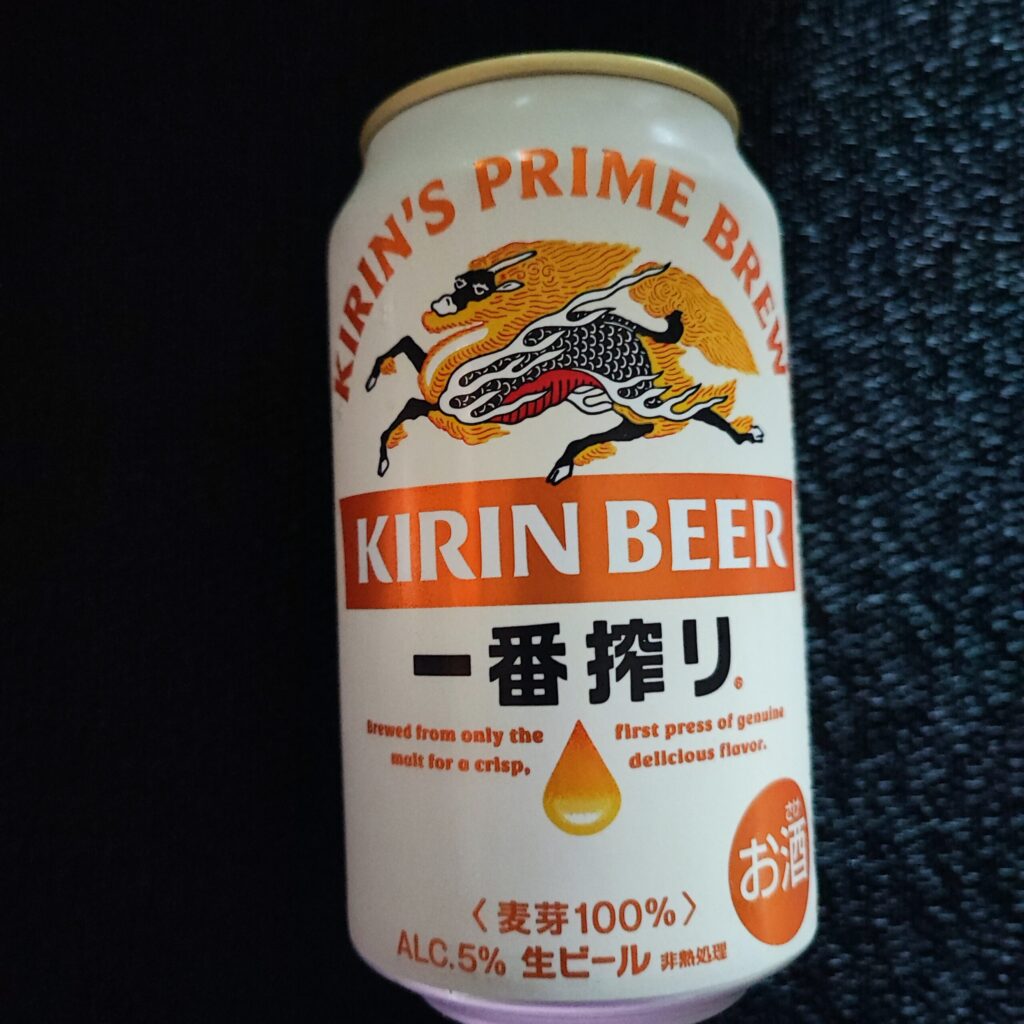 KIRIN'S PRIME BREW
KIRIN BEER
一番搾り®
Brewed from only the first press of genuine
malt for a crisp, delicious flavor.
さけ
お酒
〈麦芽100%〉
ALC.5% 生ビール 非熱処理